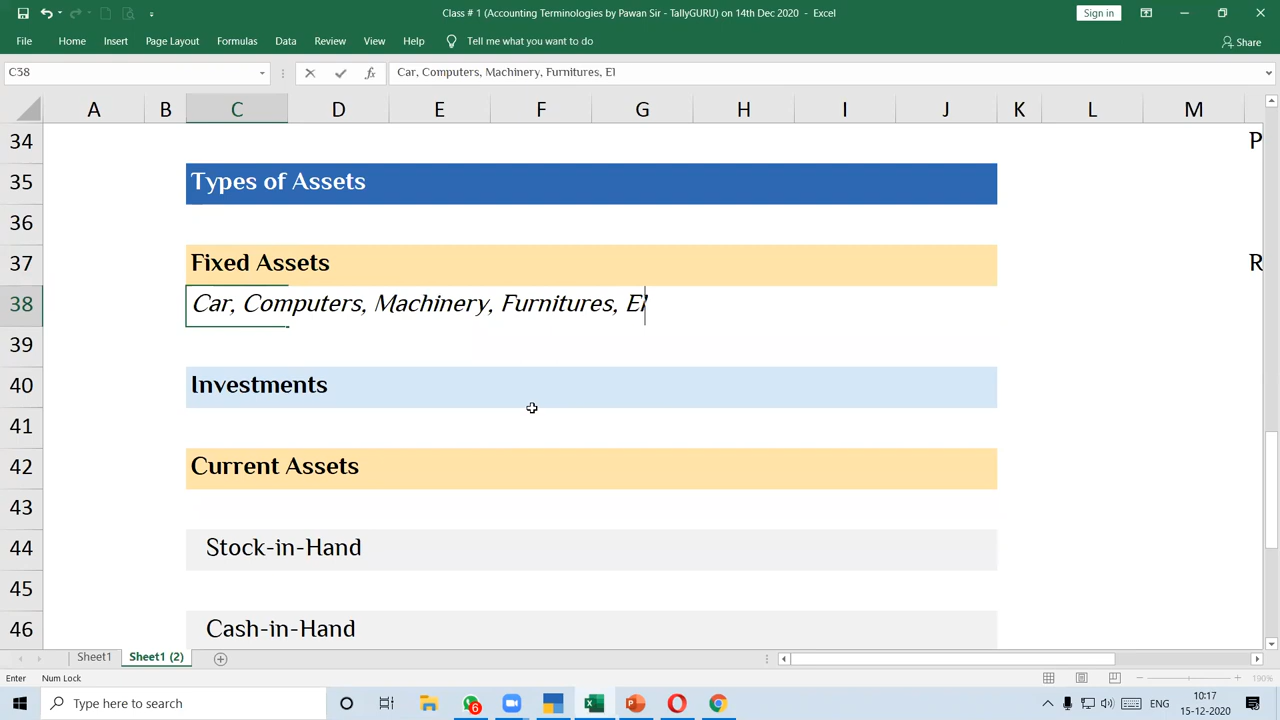 Class # 1 (Accounting Terminologies by Pawan Sir - TallyGURU) on 14th Dec 2020 - Excel
Sign in
File Home Insert Page Layout Formulas Data Review View Help Tell me what you want to do
Share
C38
fx
Car, Computers, Machinery, Furnitures, El
A B C D E F G H I J K L M
34 P
35 Types of Assets
36
37 Fixed Assets R
38 Car, Computers, Machinery, Furnitures, El
39
40 Investments
41
42 Current Assets
43
44 Stock-in-Hand
45
46 Cash-in-Hand
Sheet1 Sheet1 (2)
Enter Num Lock 190%
Type here to search
6
ENG
10:17
15-12-2020